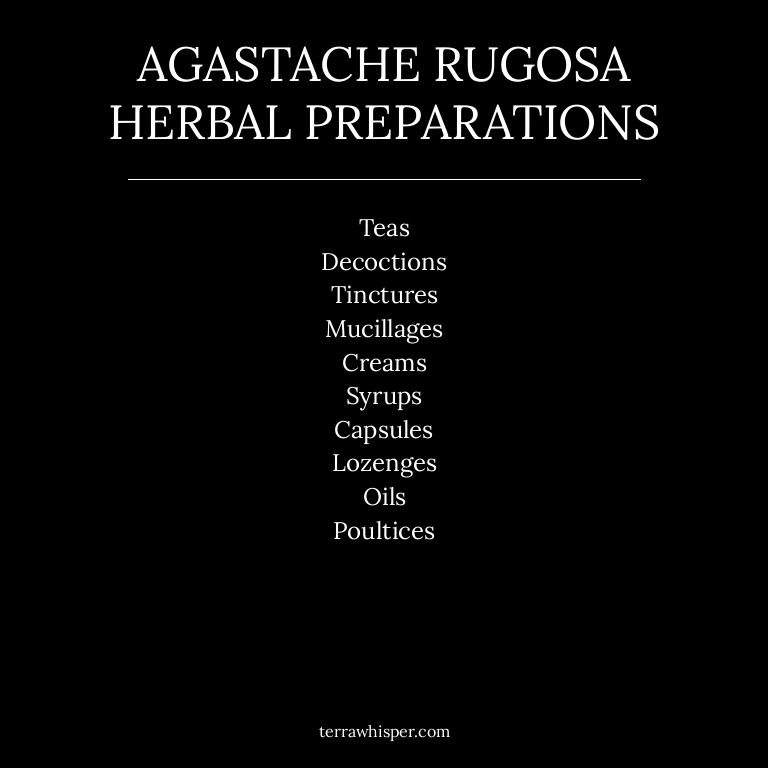 AGASTACHE RUGOSA
HERBAL PREPARATIONS
Teas
Decoctions
Tinctures
Mucillages
Creams
Syrups
Capsules
Lozenges
Oils
Poultices
terrawhisper.com